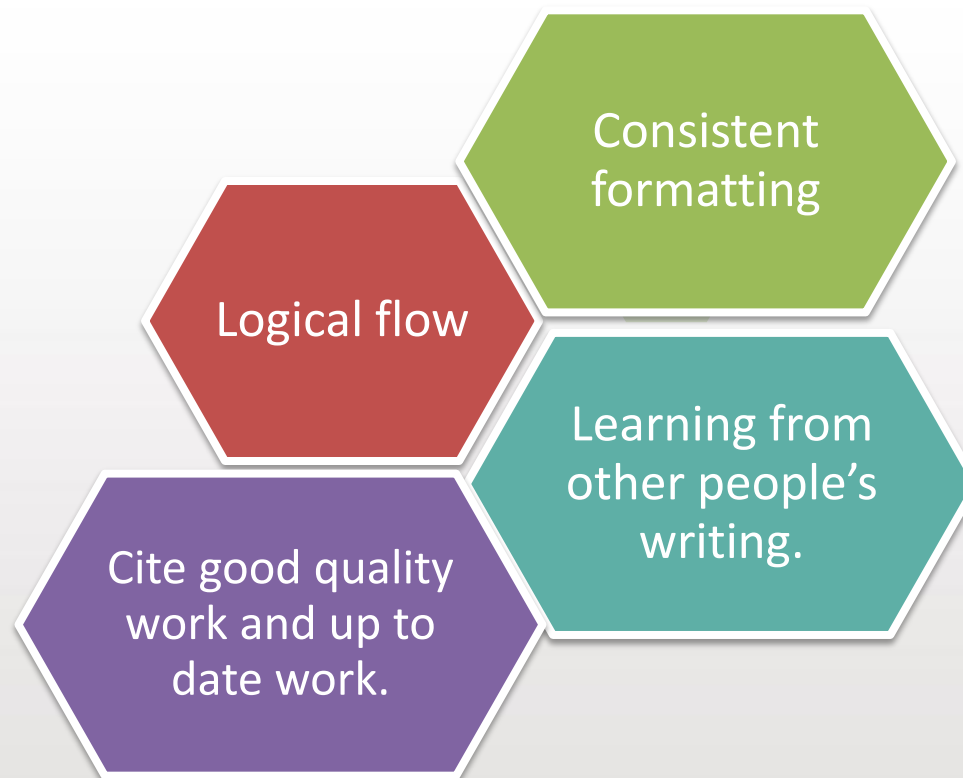 Consistent
formatting
Logical flow
Learning from
other people’s
writing.
Cite good quality
work and up to
date work.